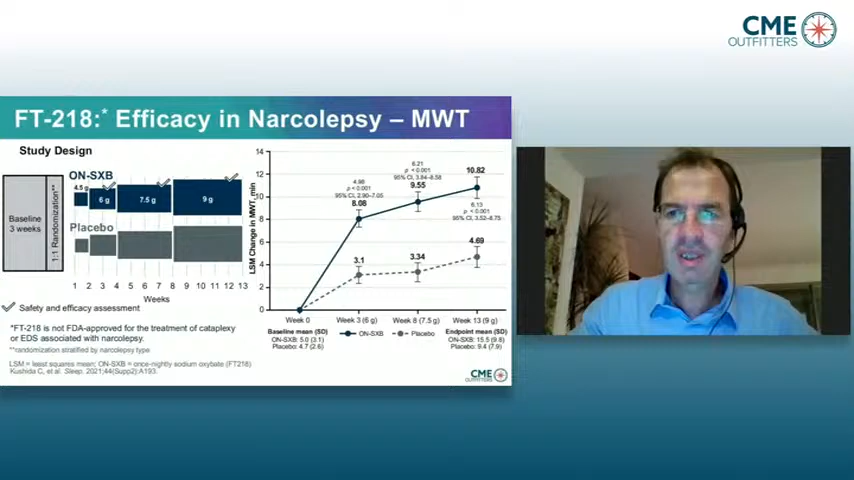 CME
OUTFITTERS
FT-218:* Efficacy in Narcolepsy – MWT
Study Design
ON-SXB
4.5 g
6 g
7.5 g
9 g
Baseline
3 weeks
1:1 Randomization**
Placebo
1 2 3 4 5 6 7 8 9 10 11 12 13
Weeks
Safety and efficacy assessment
*FT-218 is not FDA-approved for the treatment of cataplexy
or EDS associated with narcolepsy.
**randomization stratified by narcolepsy type
LSM = least squares mean; ON-SXB = once-nightly sodium oxybate (FT218)
Kushida C, et al. Sleep. 2021;44(Supp2):A193.
LSM Change in MWT, min
14
12
10
8
6
4
2
0
4.98
p < 0.001
95% CI, 2.90–7.05
8.08
6.21
p < 0.001
95% CI, 3.84–8.58
9.55
10.82
6.13
p < 0.001
95% CI, 3.52–8.75
3.1
3.34
4.69
Week 0
Week 3 (6 g)
Week 8 (7.5 g)
Week 13 (9 g)
Baseline mean (SD)
ON-SXB: 5.0 (3.1)
Placebo: 4.7 (2.6)
ON-SXB
Placebo
Endpoint mean (SD)
ON-SXB: 15.5 (9.8)
Placebo: 9.4 (7.9)
CME
OUTFITTERS